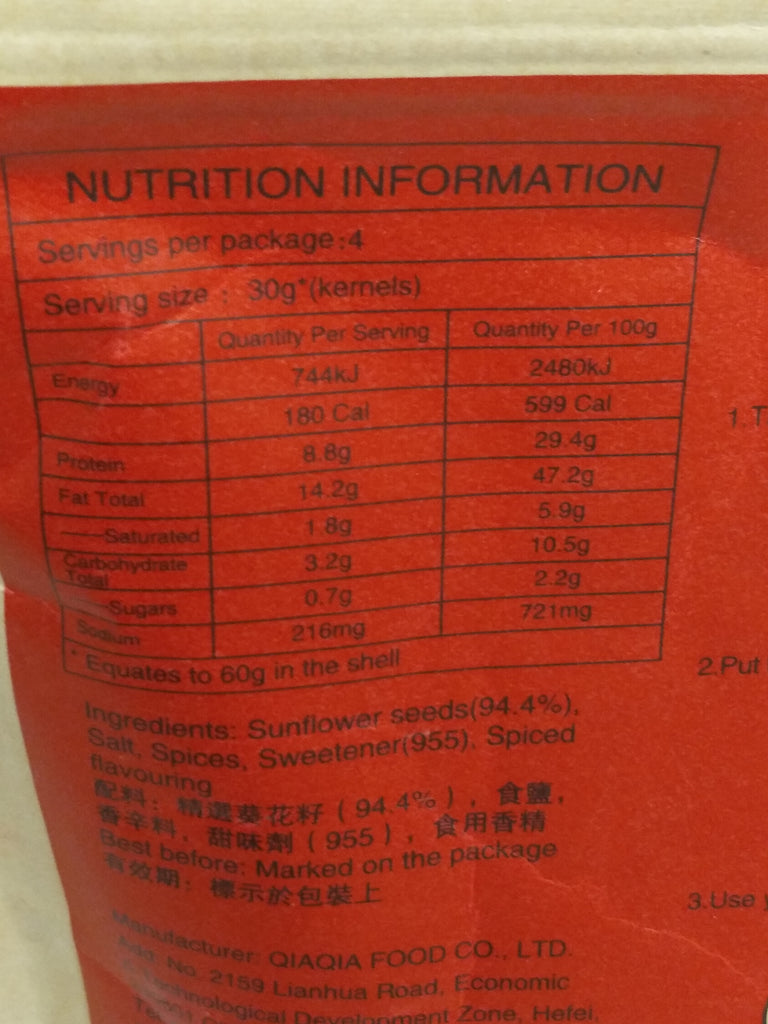 NUTRITION INFORMATION
Servings per package:4
Serving size : 30g*(kernels)
Quantity Per Serving Quantity Per 100g
Energy 744kJ 2480kJ
180 Cal 599 Cal
Protein 8.8g 29.4g
Fat Total 14.2g 47.2g
—Saturated 1.8g 5.9g
Carbohydrate Total 3.2g 10.5g
—Sugars 0.7g 2.2g
Sodium 216mg 721mg
* Equates to 60g in the shell
Ingredients: Sunflower seeds(94.4%),
Salt, Spices, Sweetener(955), Spiced
flavouring
配料：精選葵花籽（94.4%），食鹽，
香辛料，甜味劑（955），食用香精
Best before: Marked on the package
有效期：標示於包裝上
Manufacturer: QIAQIA FOOD CO., LTD.
Add: No. 2159 Lianhua Road, Economic
Technological Development Zone, Hefei,
1.T
2.Put
3.Use